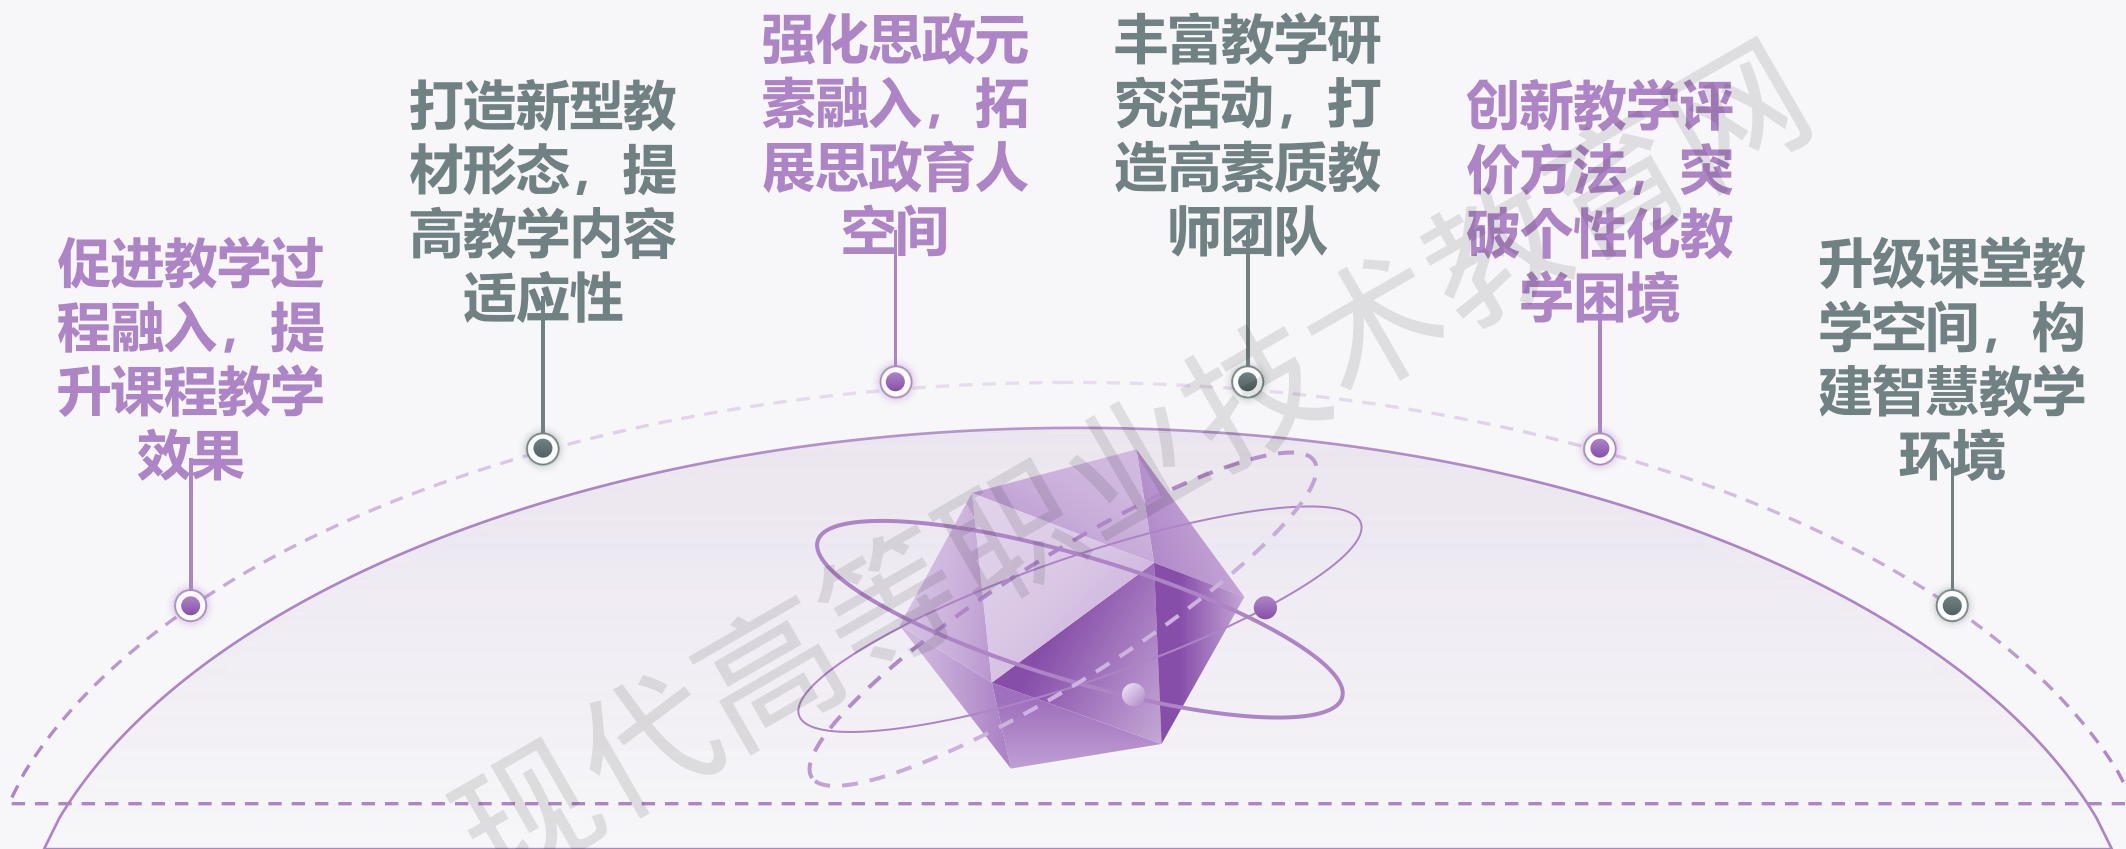 促进教学过
程融入，提
升课程教学
效果
打造新型教
材形态，提
高教学内容
适应性
强化思政元
素融入，拓
展思政育人
空间
丰富教学研
究活动，打
造高素质教
师团队
创新教学评
价方法，突
破个性化教
学困境
升级课堂教
学空间，构
建智慧教学
环境
现代高等职业技术教育网